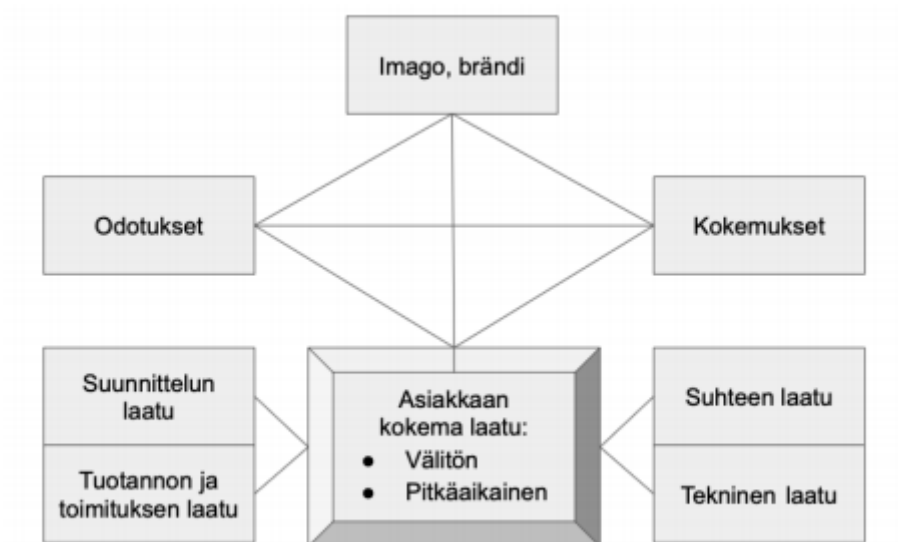 Imago, brändi
Odotukset
Kokemukset
Suunnittelun
laatu
Tuotannon ja
toimituksen laatu
Asiakkaan
kokema laatu:
● Välitön
● Pitkäaikainen
Suhteen laatu
Tekninen laatu